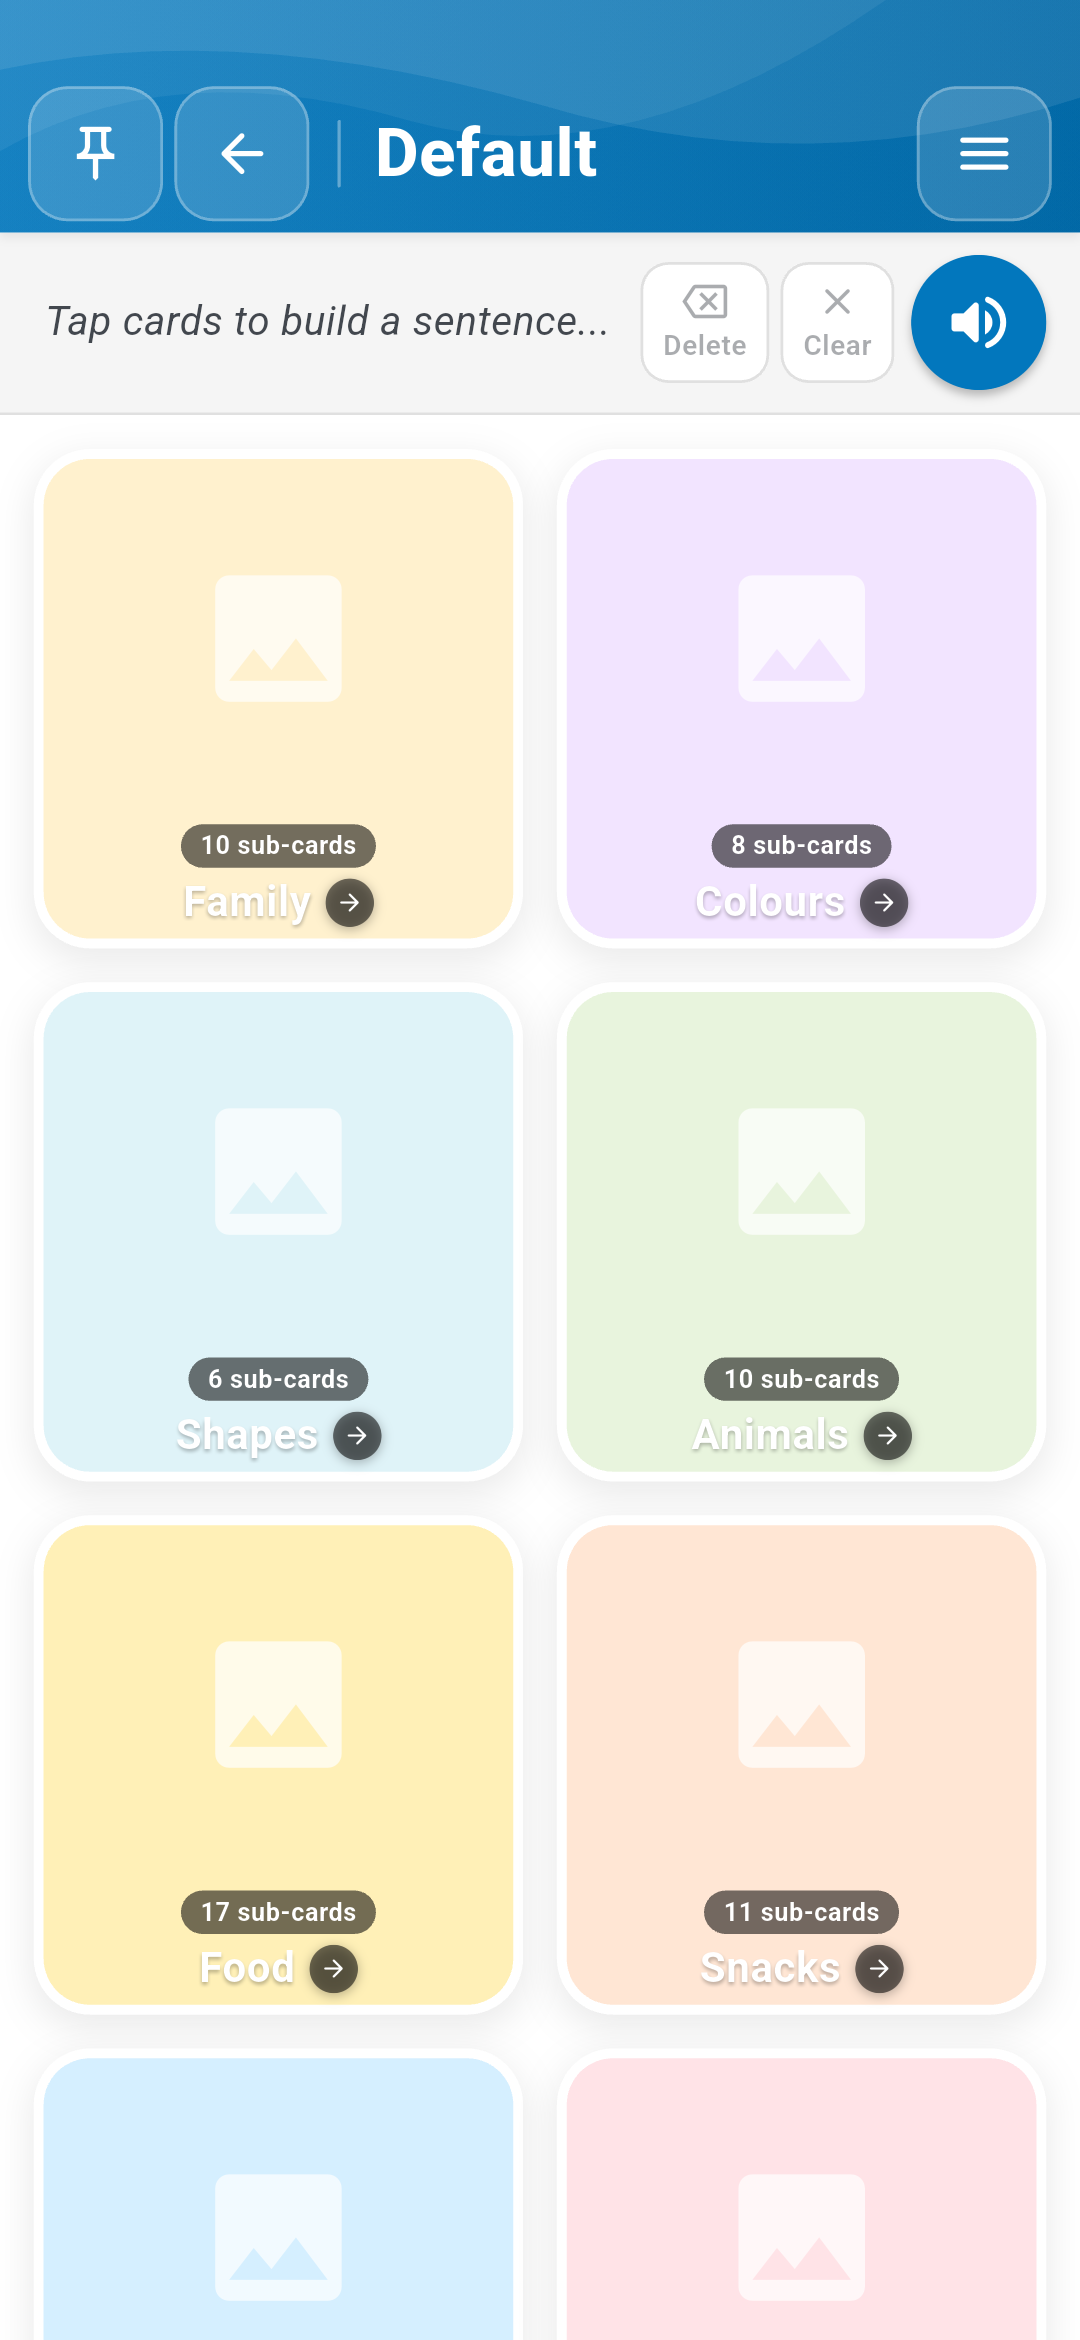 Default
Tap cards to build a sentence...
Delete
Clear
10 sub-cards
Family
8 sub-cards
Colours
6 sub-cards
Shapes
10 sub-cards
Animals
17 sub-cards
Food
11 sub-cards
Snacks